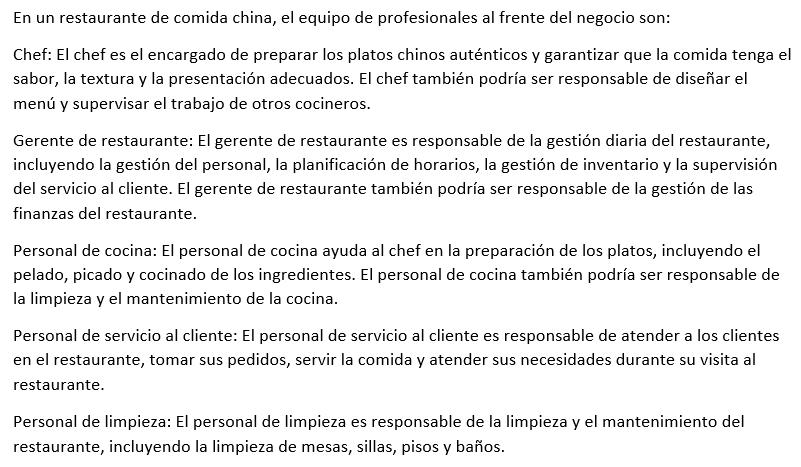 En un restaurante de comida china, el equipo de profesionales al frente del negocio son:
Chef: El chef es el encargado de preparar los platos chinos auténticos y garantizar que la comida tenga el
sabor, la textura y la presentación adecuados. El chef también podría ser responsable de diseñar el
menú y supervisar el trabajo de otros cocineros.
Gerente de restaurante: El gerente de restaurante es responsable de la gestión diaria del restaurante,
incluyendo la gestión del personal, la planificación de horarios, la gestión de inventario y la supervisión
del servicio al cliente. El gerente de restaurante también podría ser responsable de la gestión de las
finanzas del restaurante.
Personal de cocina: El personal de cocina ayuda al chef en la preparación de los platos, incluyendo el
pelado, picado y cocinado de los ingredientes. El personal de cocina también podría ser responsable de
la limpieza y el mantenimiento de la cocina.
Personal de servicio al cliente: El personal de servicio al cliente es responsable de atender a los clientes
en el restaurante, tomar sus pedidos, servir la comida y atender sus necesidades durante su visita al
restaurante.
Personal de limpieza: El personal de limpieza es responsable de la limpieza y el mantenimiento del
restaurante, incluyendo la limpieza de mesas, sillas, pisos y baños.